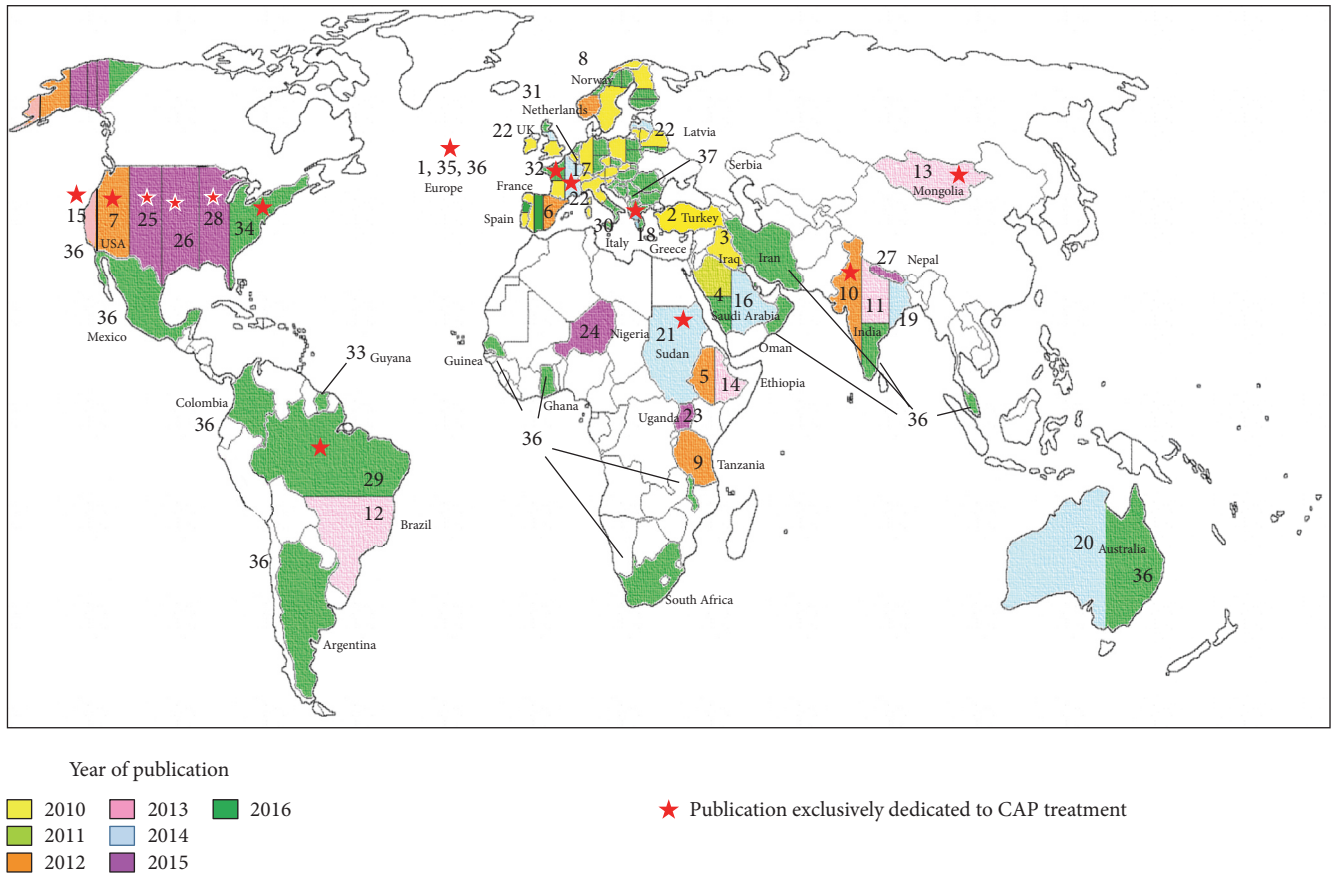 8
Norway
31
Netherlands
22 UK
22 Latvia
1, 35, 36
Europe
32
17
37
Serbia
France
22
13
Mongolia
15
7
25
28
34
36
USA
26
Spain
6
30
Italy
18
Greece
2 Turkey
3
Iraq
Iran
27
Nepal
10
11
19
India
4
16
Saudi Arabia
Oman
36
Mexico
24
Nigeria
21
Sudan
Guinea
33 Guyana
Ghana
5
14
Ethiopia
Colombia
36
Uganda
23
36
36
9
Tanzania
29
12
Brazil
20
Australia
36
36
South Africa
Argentina
Year of publication
2010
2013
2016
2011
2014
2012
2015
Publication exclusively dedicated to CAP treatment